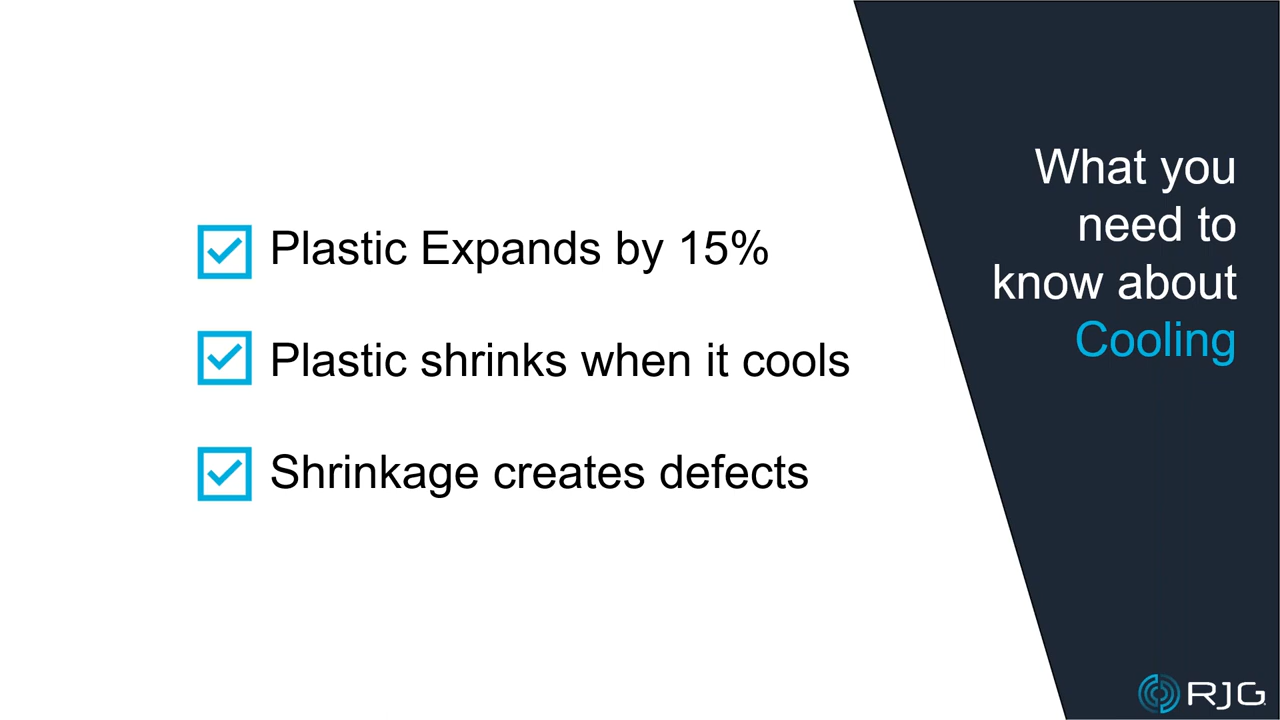 Plastic Expands by 15%
Plastic shrinks when it cools
Shrinkage creates defects
What you
need to
know about
Cooling
RJG